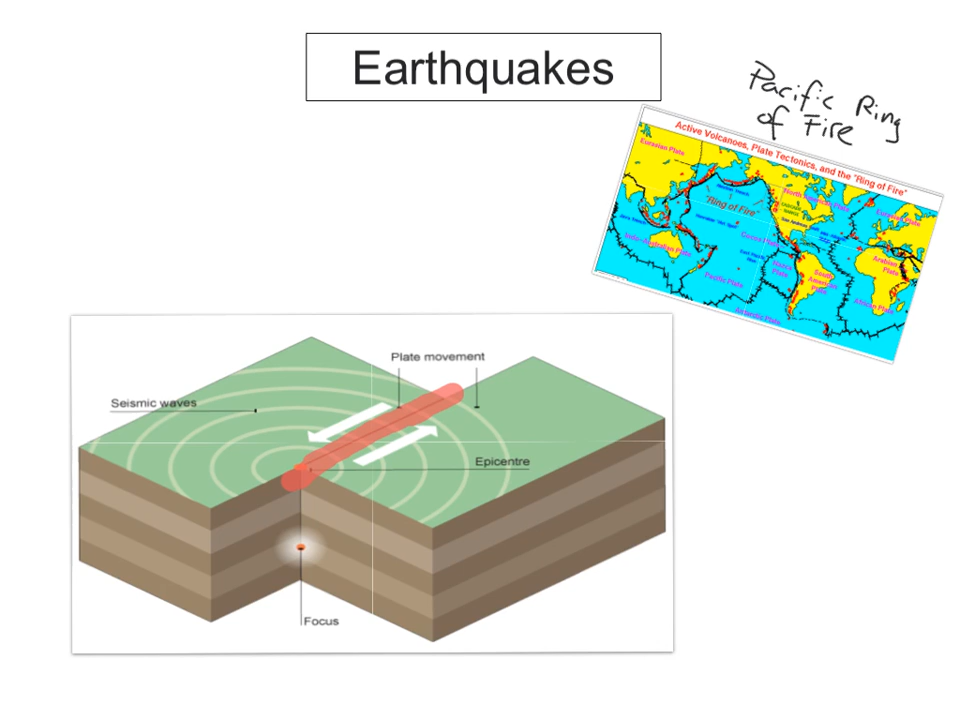 Earthquakes
Pacific Ring
of Fire
Active Volcanoes, Plate Tectonics, and the "Ring of Fire"
Eurasian Plate
North American Plate
"Ring of Fire"
Eurasian Plate
Cocos Plate
Indo-Australian Plate
Arabian
Plate
Nazca
Plate
South
American
Plate
Pacific Plate
African Plate
Antarctic Plate
Plate movement
Seismic waves
Epicentre
Focus